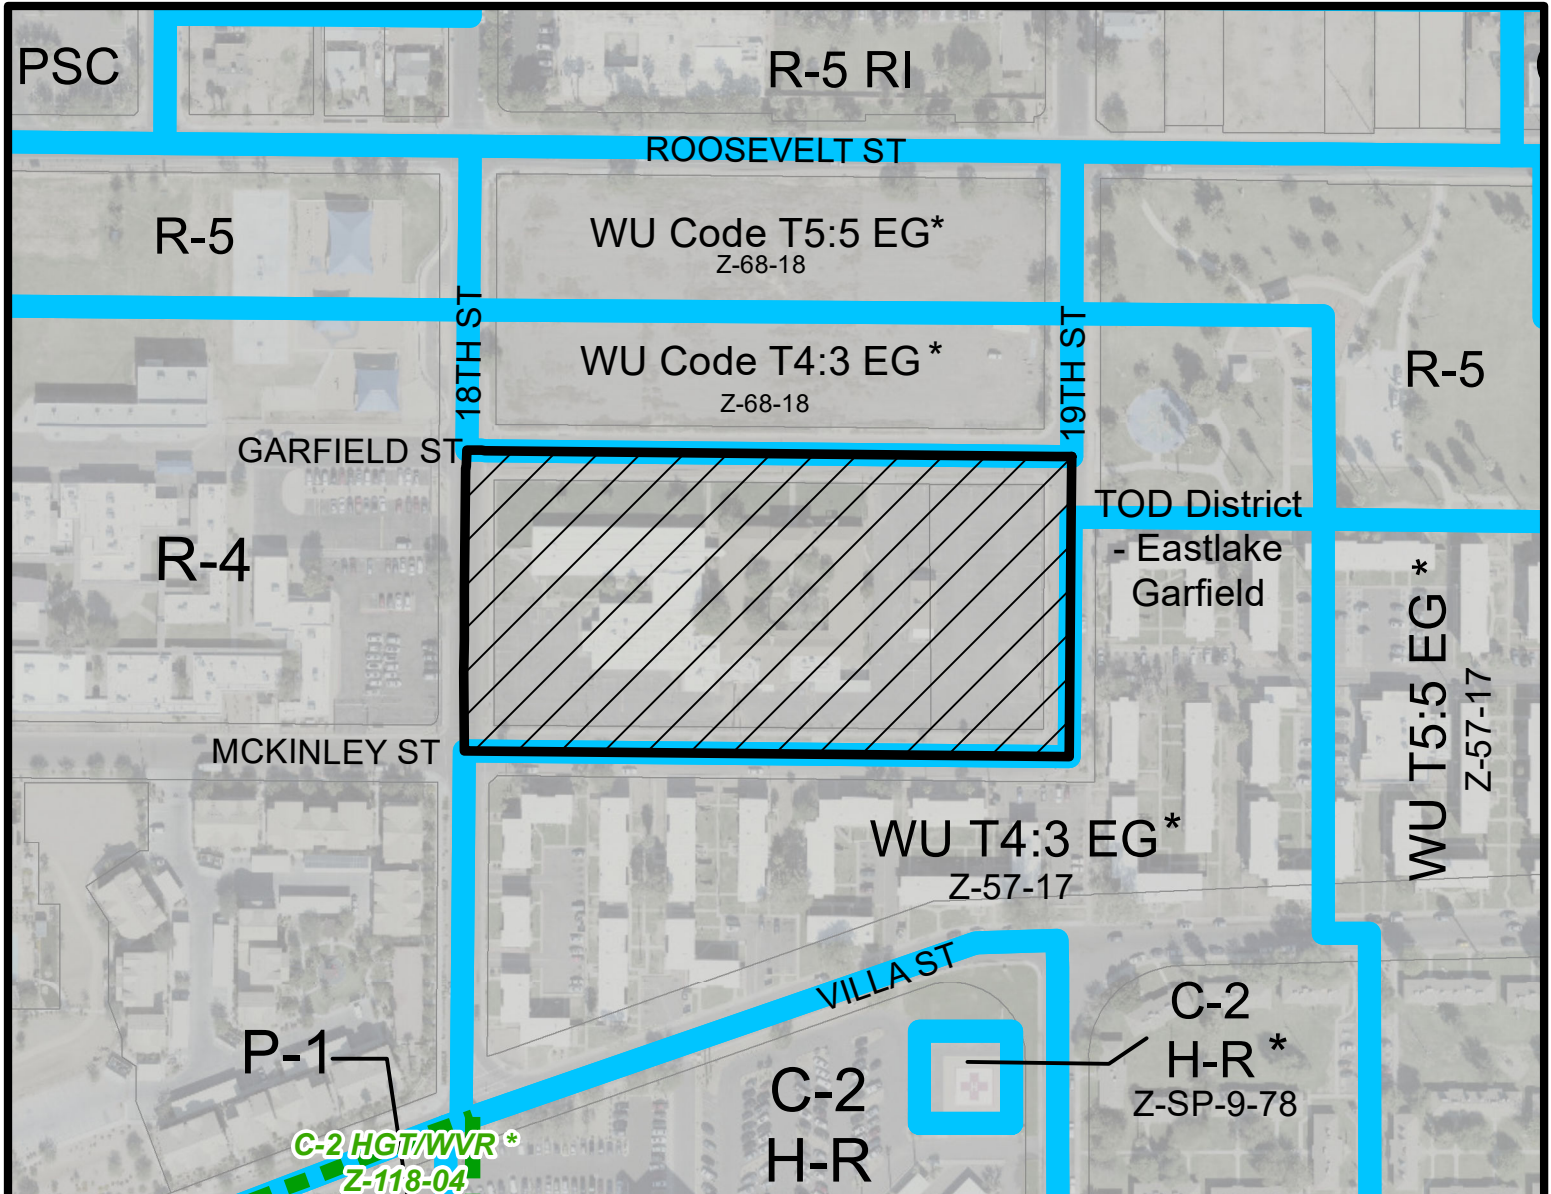 PSC
R-5 RI
ROOSEVELT ST
R-5
WU Code T5:5 EG*
Z-68-18
18TH ST
19TH ST
WU Code T4:3 EG*
Z-68-18
R-5
GARFIELD ST
R-4
TOD District
- Eastlake
Garfield
WU T5:5 EG *
Z-57-17
MCKINLEY ST
WU T4:3 EG*
Z-57-17
VILLA ST
P-1
C-2
H-R *
Z-SP-9-78
C-2
H-R
C-2 HGT/WVR *
Z-118-04